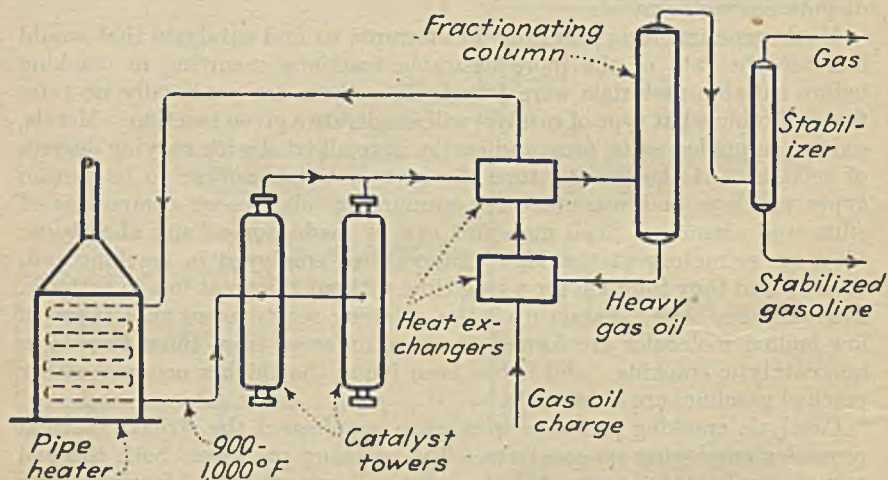 Fractionating
column
Gas
Stabil-
izer
Stabilized
gasoline
Heat ex-
changers
Heavy
gas oil
Gas oil
charge
Pipe
heater
900-
1,000°F
Catalyst
towers